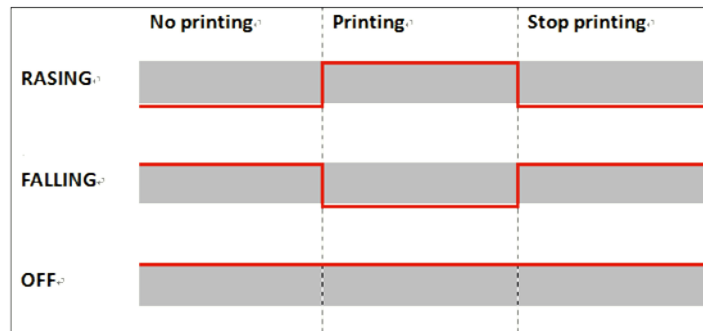 No printing Printing Stop printing
RASING
FALLING
OFF